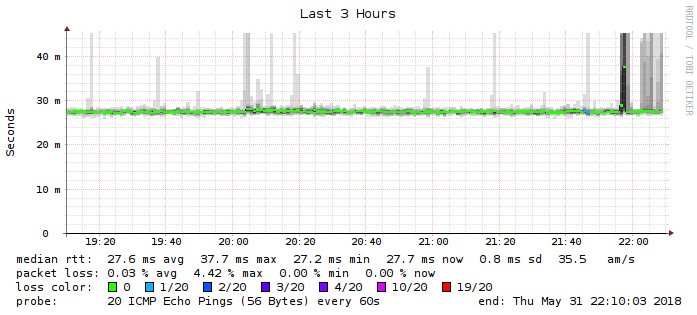 Last 3 Hours
RRDTOOL / TOBI OETIKER
Seconds
40 m
30 m
20 m
10 m
0
19:20 19:40 20:00 20:20 20:40 21:00 21:20 21:40 22:00
median rtt: 27.6 ms avg 37.7 ms max 27.2 ms min 27.7 ms now 0.8 ms sd 35.5 am/s
packet loss: 0.03 % avg 4.42 % max 0.00 % min 0.00 % now
loss color: 0 1/20 2/20 3/20 4/20 10/20 19/20
probe: 20 ICMP Echo Pings (56 Bytes) every 60s end: Thu May 31 22:10:03 2018